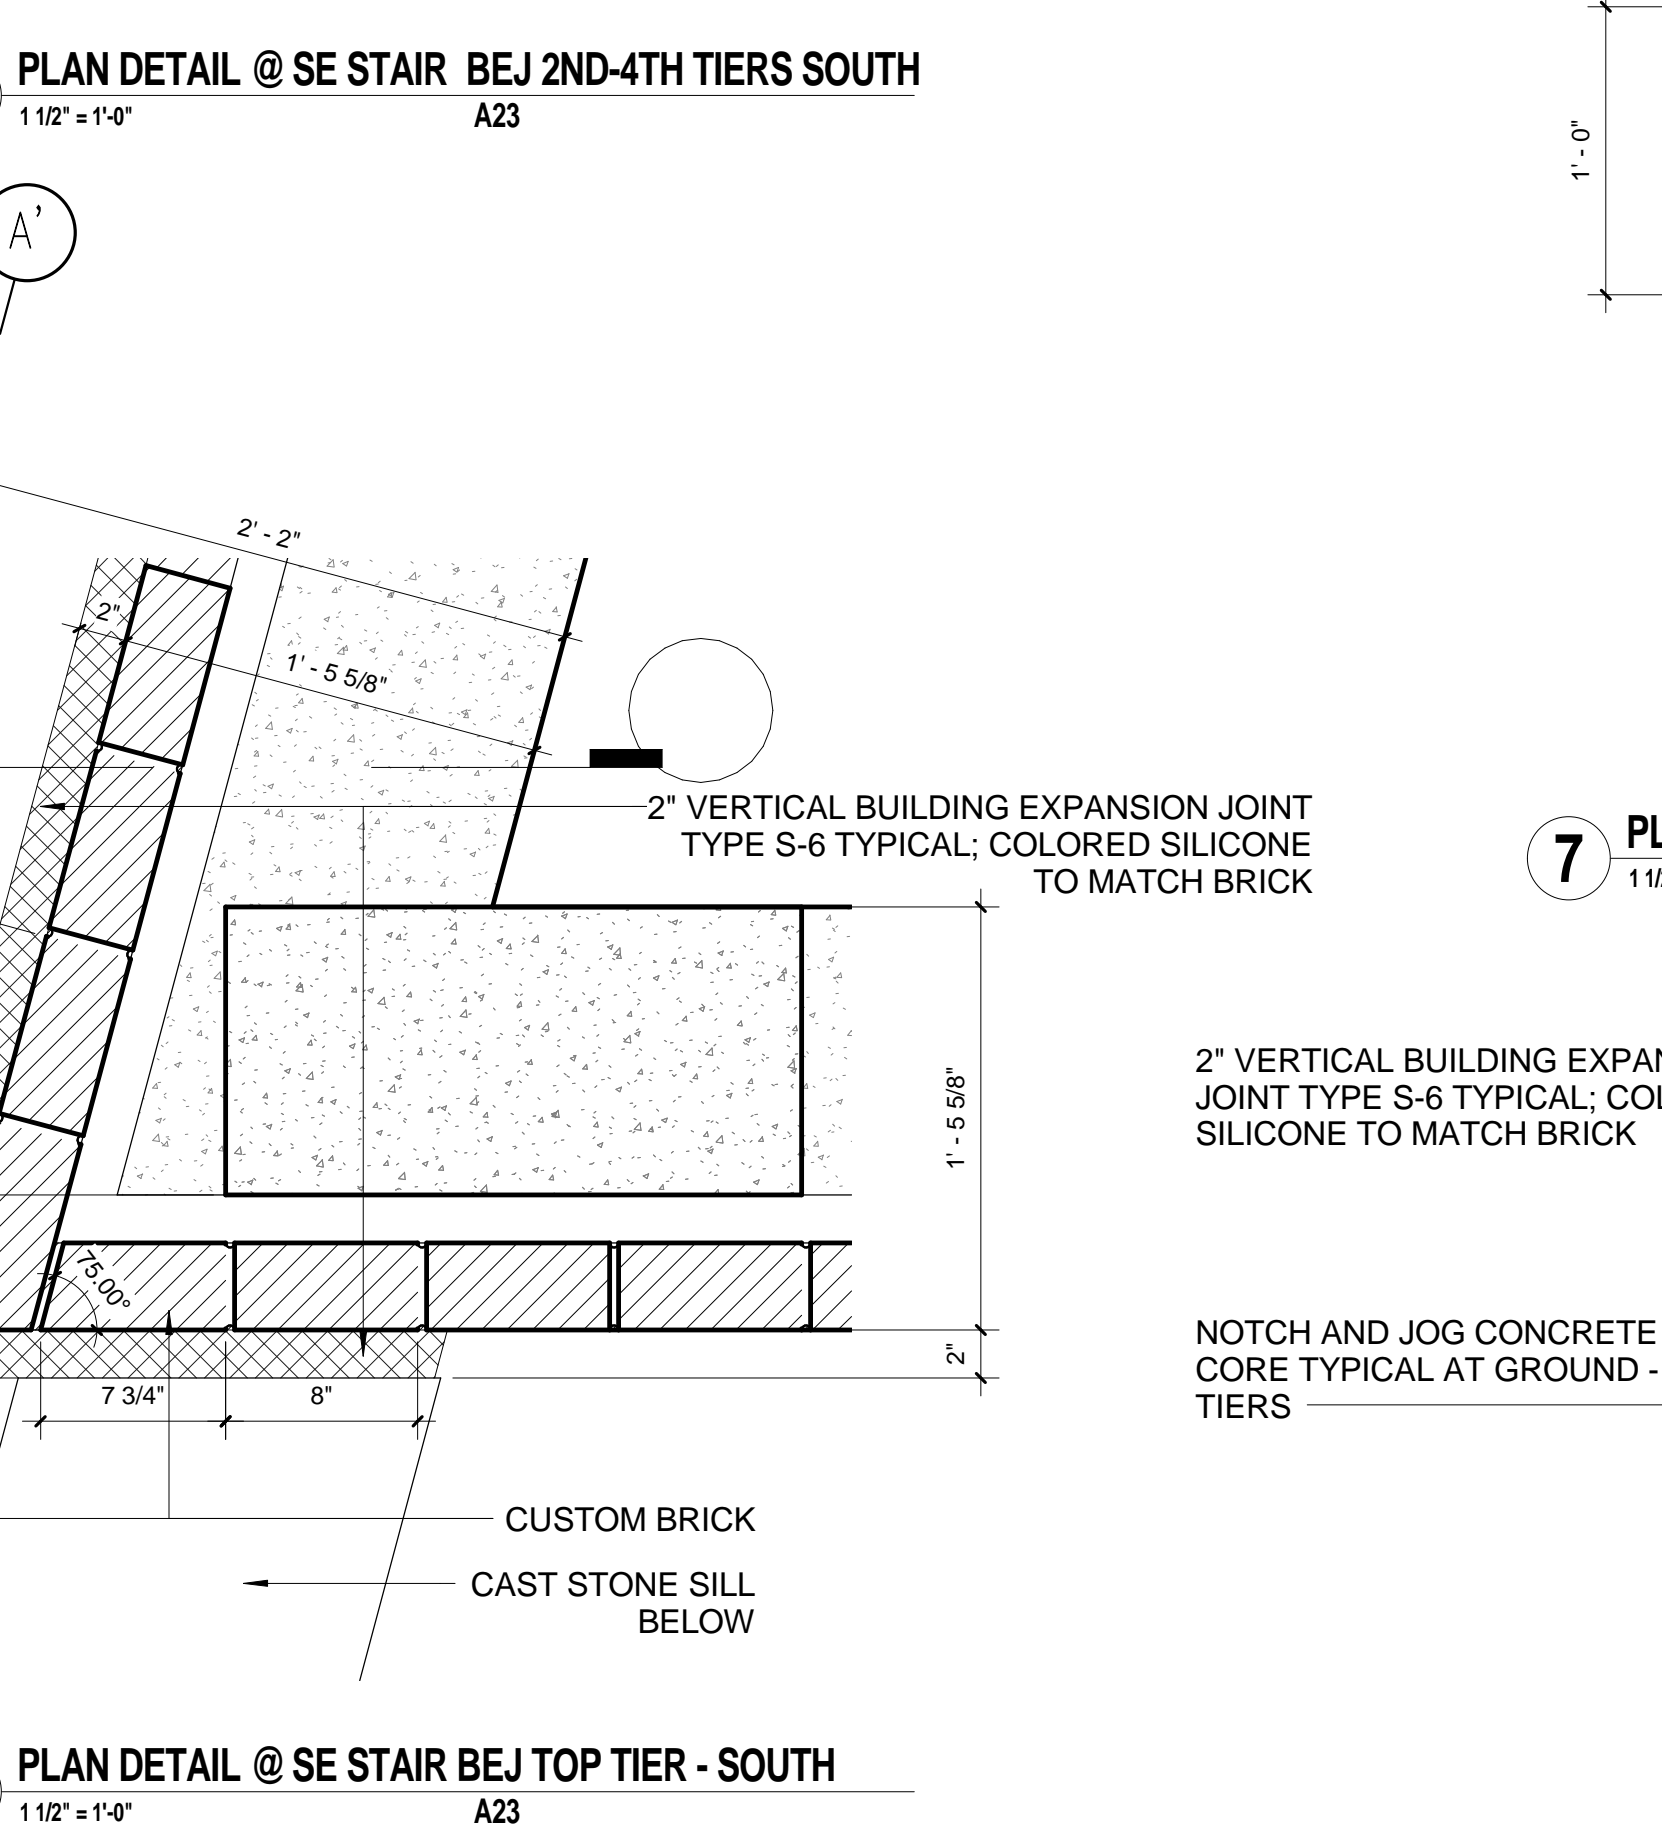 PLAN DETAIL @ SE STAIR  BEJ 2ND-4TH TIERS SOUTH
1 1/2" = 1'-0"
A23
1' - 0"
A'
2' - 2"
2"
1' - 5 5/8"
2" VERTICAL BUILDING EXPANSION JOINT
TYPE S-6 TYPICAL; COLORED SILICONE
TO MATCH BRICK
7
PL
1 1/
1' - 5 5/8"
2"
2" VERTICAL BUILDING EXPAN
JOINT TYPE S-6 TYPICAL; COL
SILICONE TO MATCH BRICK
75.00°
NOTCH AND JOG CONCRETE
CORE TYPICAL AT GROUND -
TIERS
7 3/4"
8"
CUSTOM BRICK
CAST STONE SILL
BELOW
PLAN DETAIL @ SE STAIR BEJ TOP TIER - SOUTH
1 1/2" = 1'-0"
A23